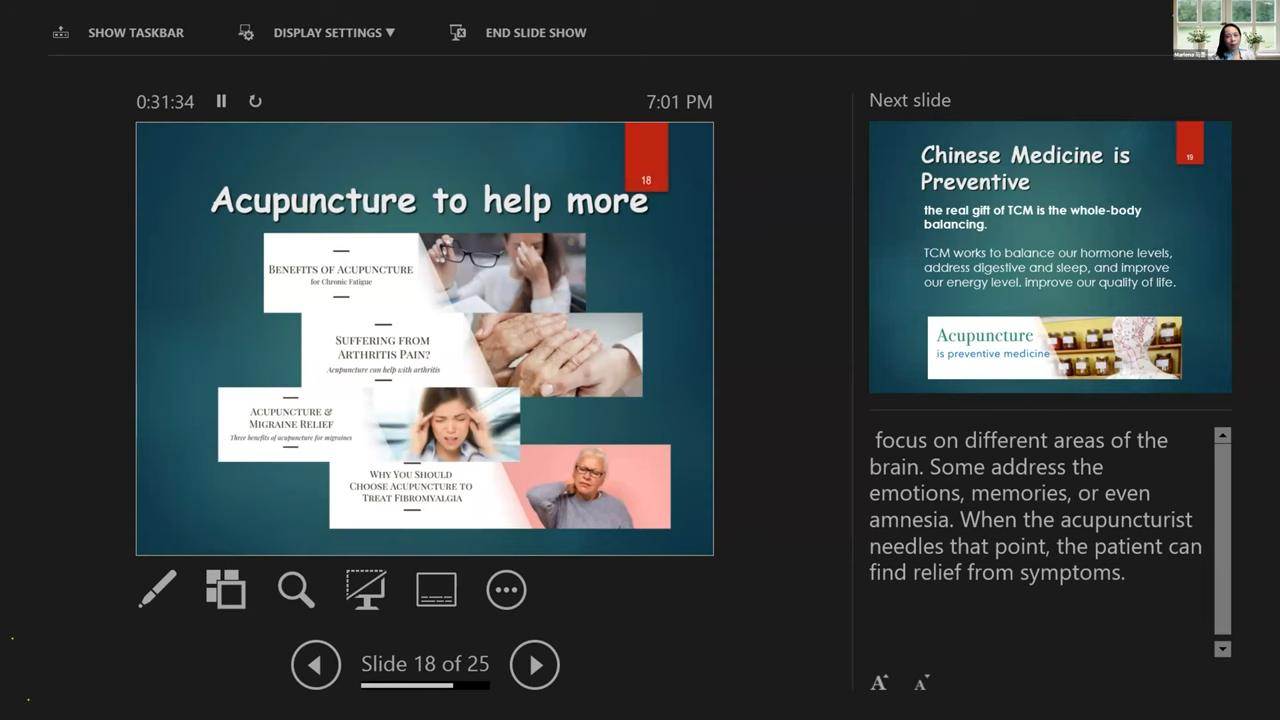 SHOW TASKBAR
DISPLAY SETTINGS ▼
END SLIDE SHOW
0:31:34
7:01 PM
18
Acupuncture to help more
BENEFITS OF ACUPUNCTURE
for Chronic Fatigue
SUFFERING FROM
ARTHRITIS PAIN?
Acupuncture can help with arthritis
ACUPUNCTURE &
MIGRAINE RELIEF
Three benefits of acupuncture for migraines
WHY YOU SHOULD
CHOOSE ACUPUNCTURE TO
TREAT FIBROMYALGIA
Slide 18 of 25
Next slide
19
Chinese Medicine is
Preventive
the real gift of TCM is the whole-body
balancing.
TCM works to balance our hormone levels,
address digestive and sleep, and improve
our energy level. improve our quality of life.
Acupuncture
is preventive medicine
focus on different areas of the
brain. Some address the
emotions, memories, or even
amnesia. When the acupuncturist
needles that point, the patient can
find relief from symptoms.
A
A
Marlena